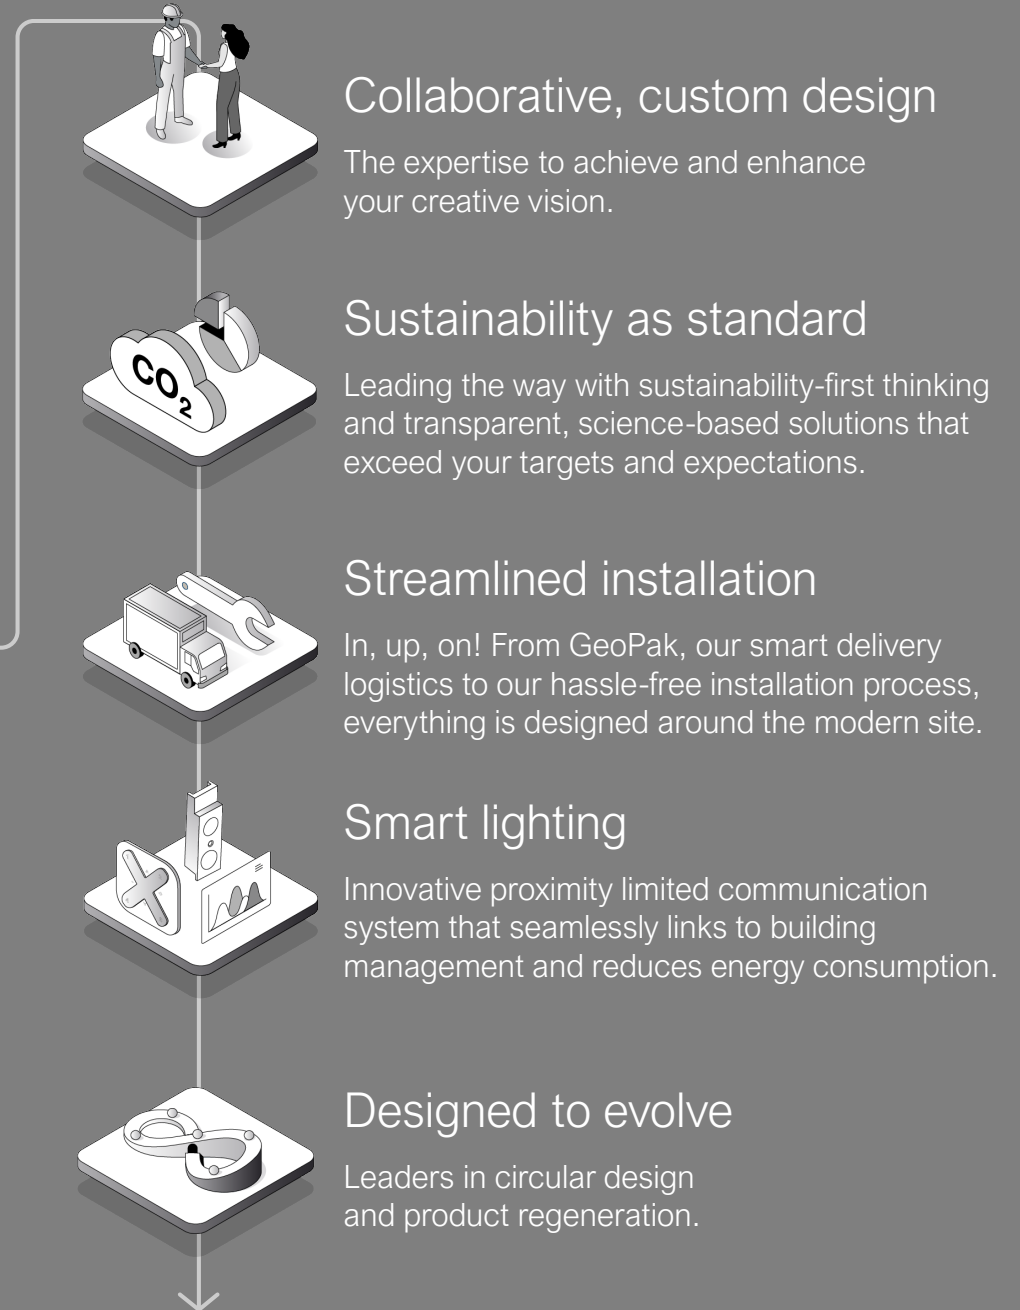 Collaborative, custom design
The expertise to achieve and enhance
your creative vision.
CO2
Sustainability as standard
Leading the way with sustainability-first thinking
and transparent, science-based solutions that
exceed your targets and expectations.
Streamlined installation
In, up, on! From GeoPak, our smart delivery
logistics to our hassle-free installation process,
everything is designed around the modern site.
Smart lighting
Innovative proximity limited communication
system that seamlessly links to building
management and reduces energy consumption.
Designed to evolve
Leaders in circular design
and product regeneration.